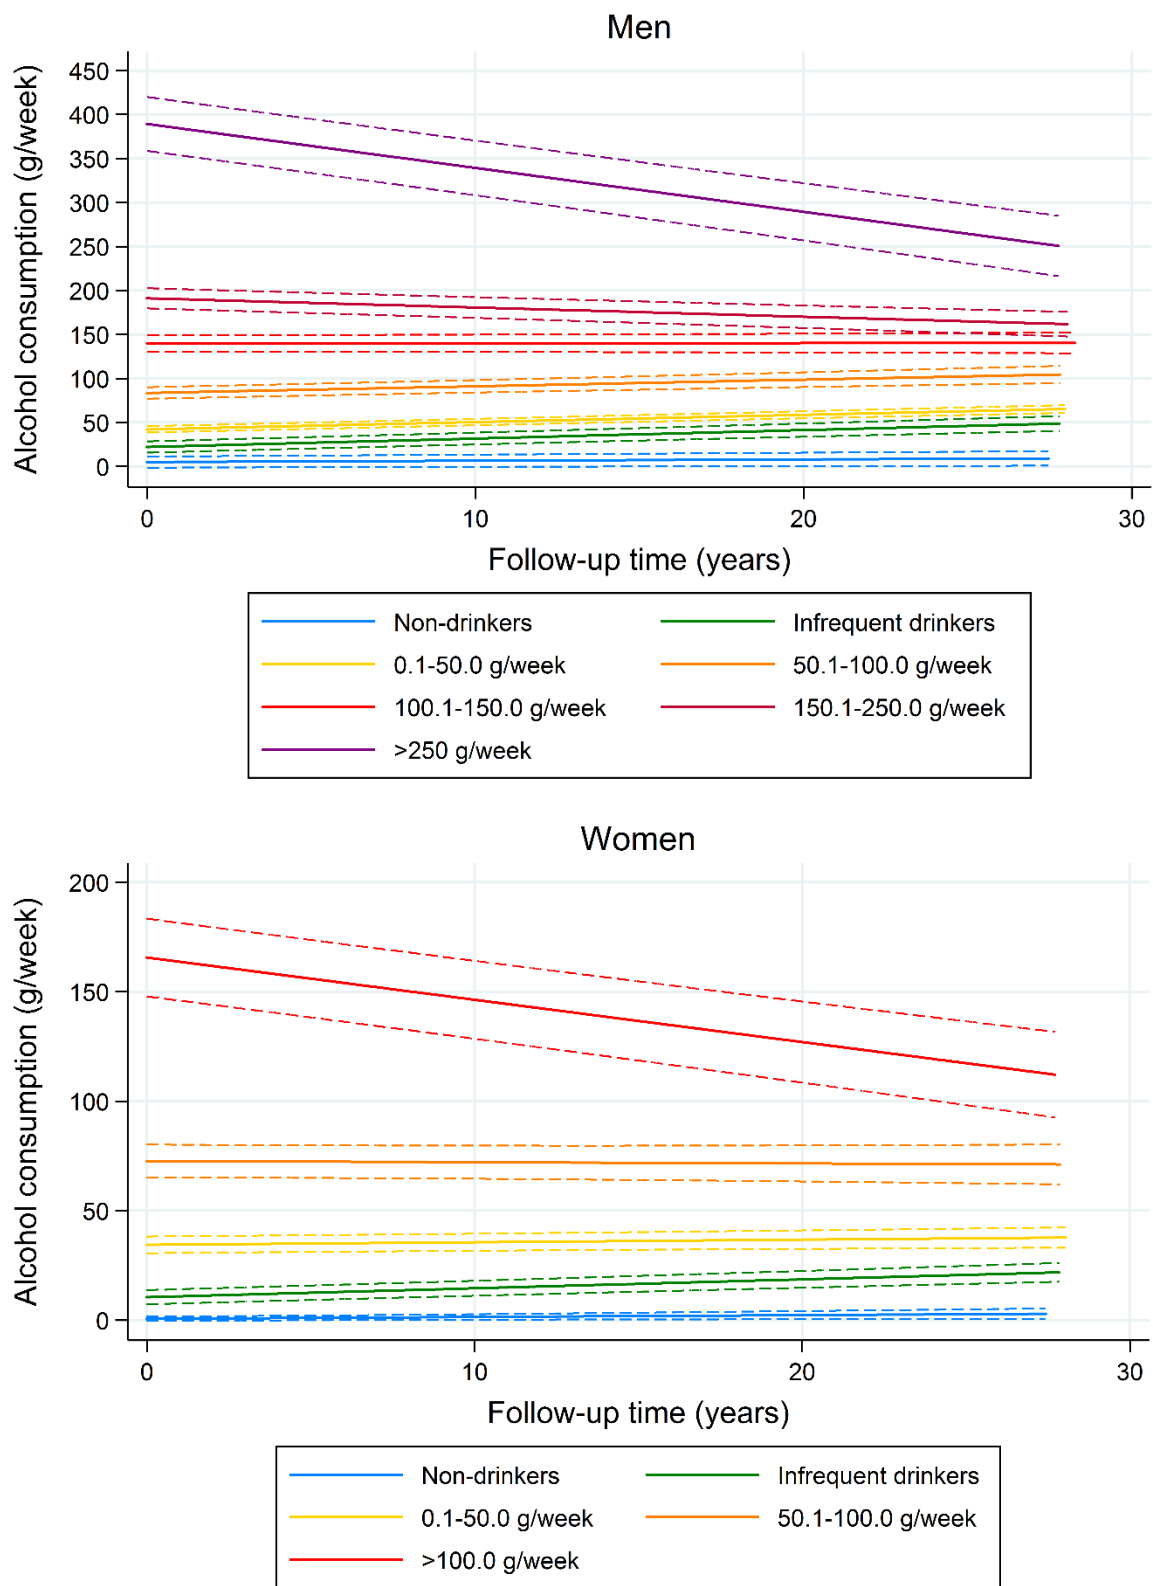 Men
Alcohol consumption (g/week)
450
400
350
300
250
200
150
100
50
0
0 10 20 30
Follow-up time (years)
Non-drinkers Infrequent drinkers
0.1-50.0 g/week 50.1-100.0 g/week
100.1-150.0 g/week 150.1-250.0 g/week
>250 g/week
Women
Alcohol consumption (g/week)
200
150
100
50
0
0 10 20 30
Follow-up time (years)
Non-drinkers Infrequent drinkers
0.1-50.0 g/week 50.1-100.0 g/week
>100.0 g/week